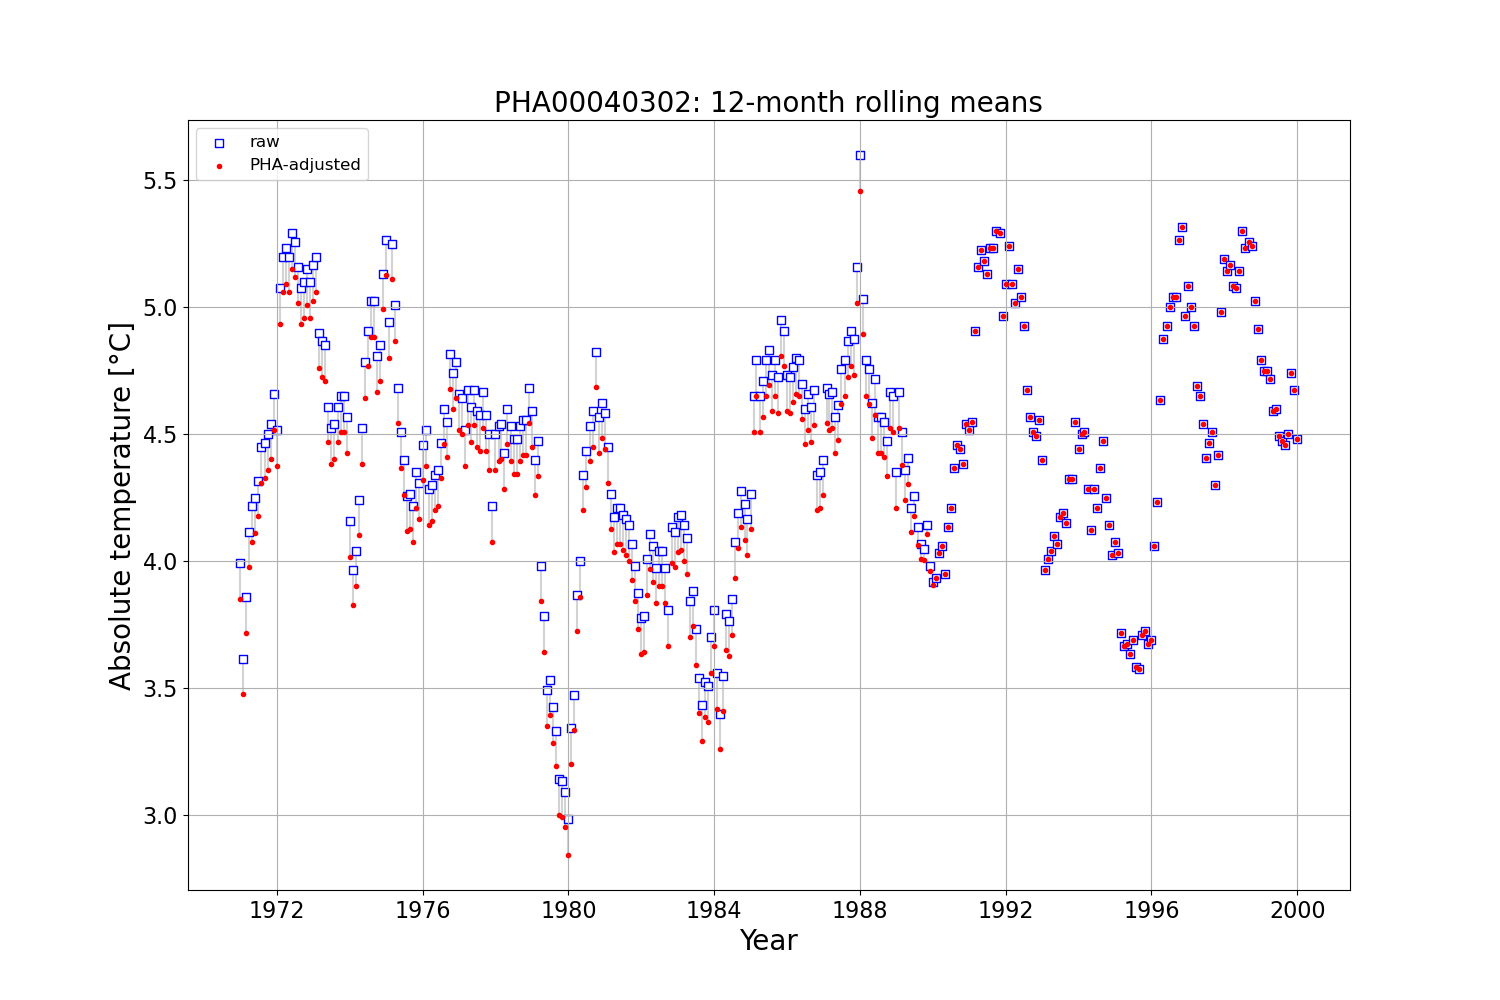 PHA00040302: 12-month rolling means
raw
PHA-adjusted
Absolute temperature [°C]
5.5
5.0
4.5
4.0
3.5
3.0
1972 1976 1980 1984 1988 1992 1996 2000
Year